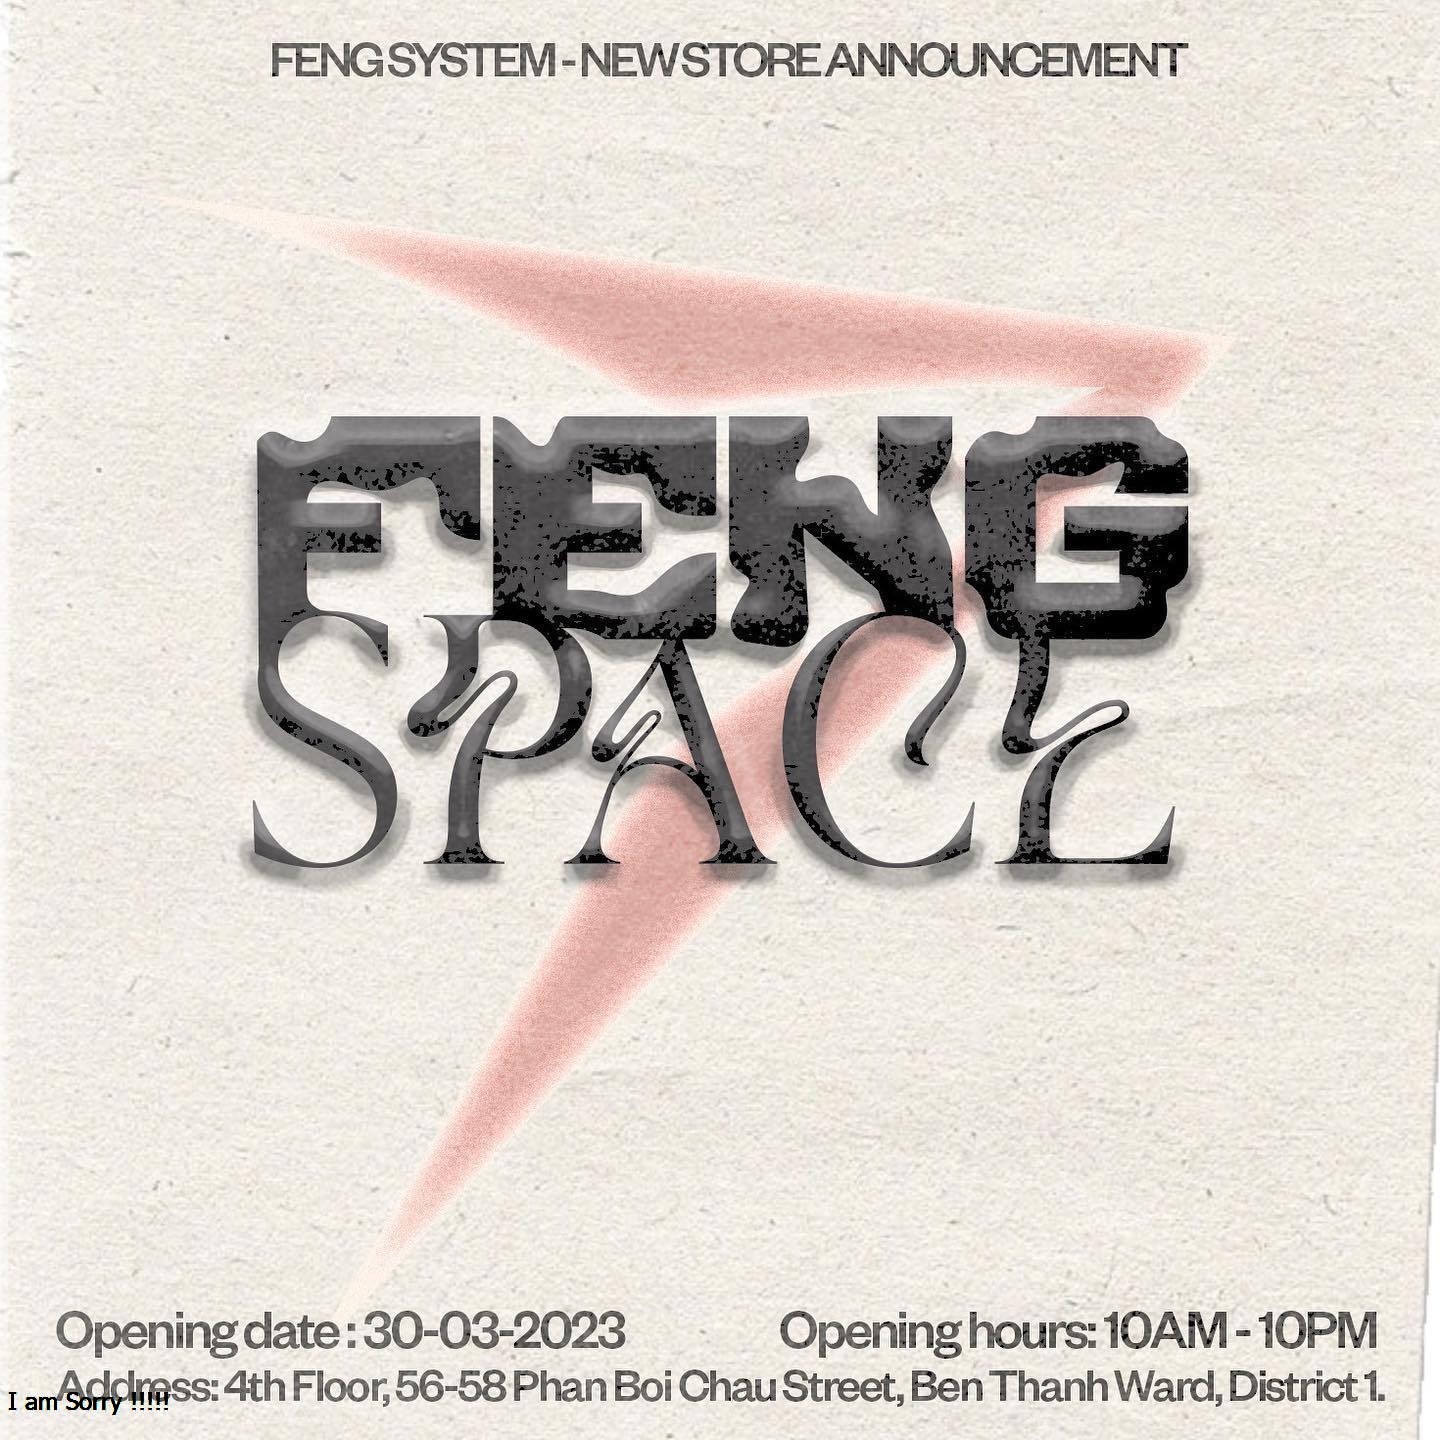 FENG SYSTEM - NEW STORE ANNOUNCEMENT
FENG
SPACE
Opening date : 30-03-2023
Opening hours: 10AM - 10PM
Address: 4th Floor, 56-58 Phan Boi Chau Street, Ben Thanh Ward, District 1.
I am Sorry !!!!!